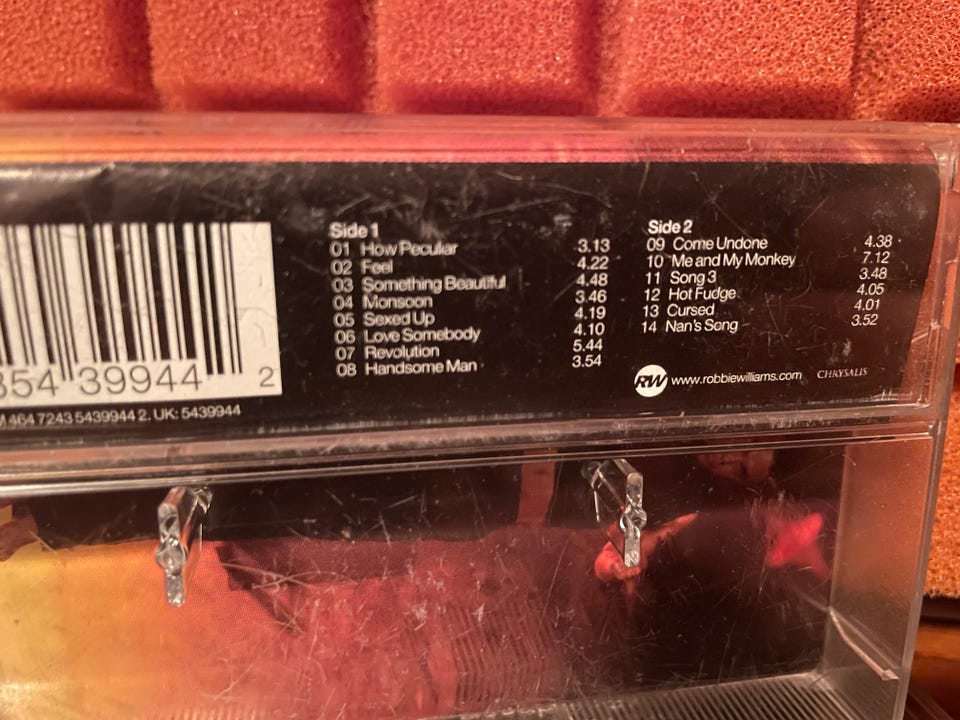 Side 1
01 How Peculiar 3.13
02 Feel 4.22
03 Something Beautiful 4.48
04 Monsoon 3.46
05 Sexed Up 4.19
06 Love Somebody 4.10
07 Revolution 5.44
08 Handsome Man 3.54
Side 2
09 Come Undone 4.38
10 Me and My Monkey 7.12
11 Song 3 3.48
12 Hot Fudge 4.05
13 Cursed 4.01
14 Nan's Song 3.52
RW www.robbiewilliams.com CHRYSALIS
354 39944 2
464 7243 5439944 2. UK: 5439944